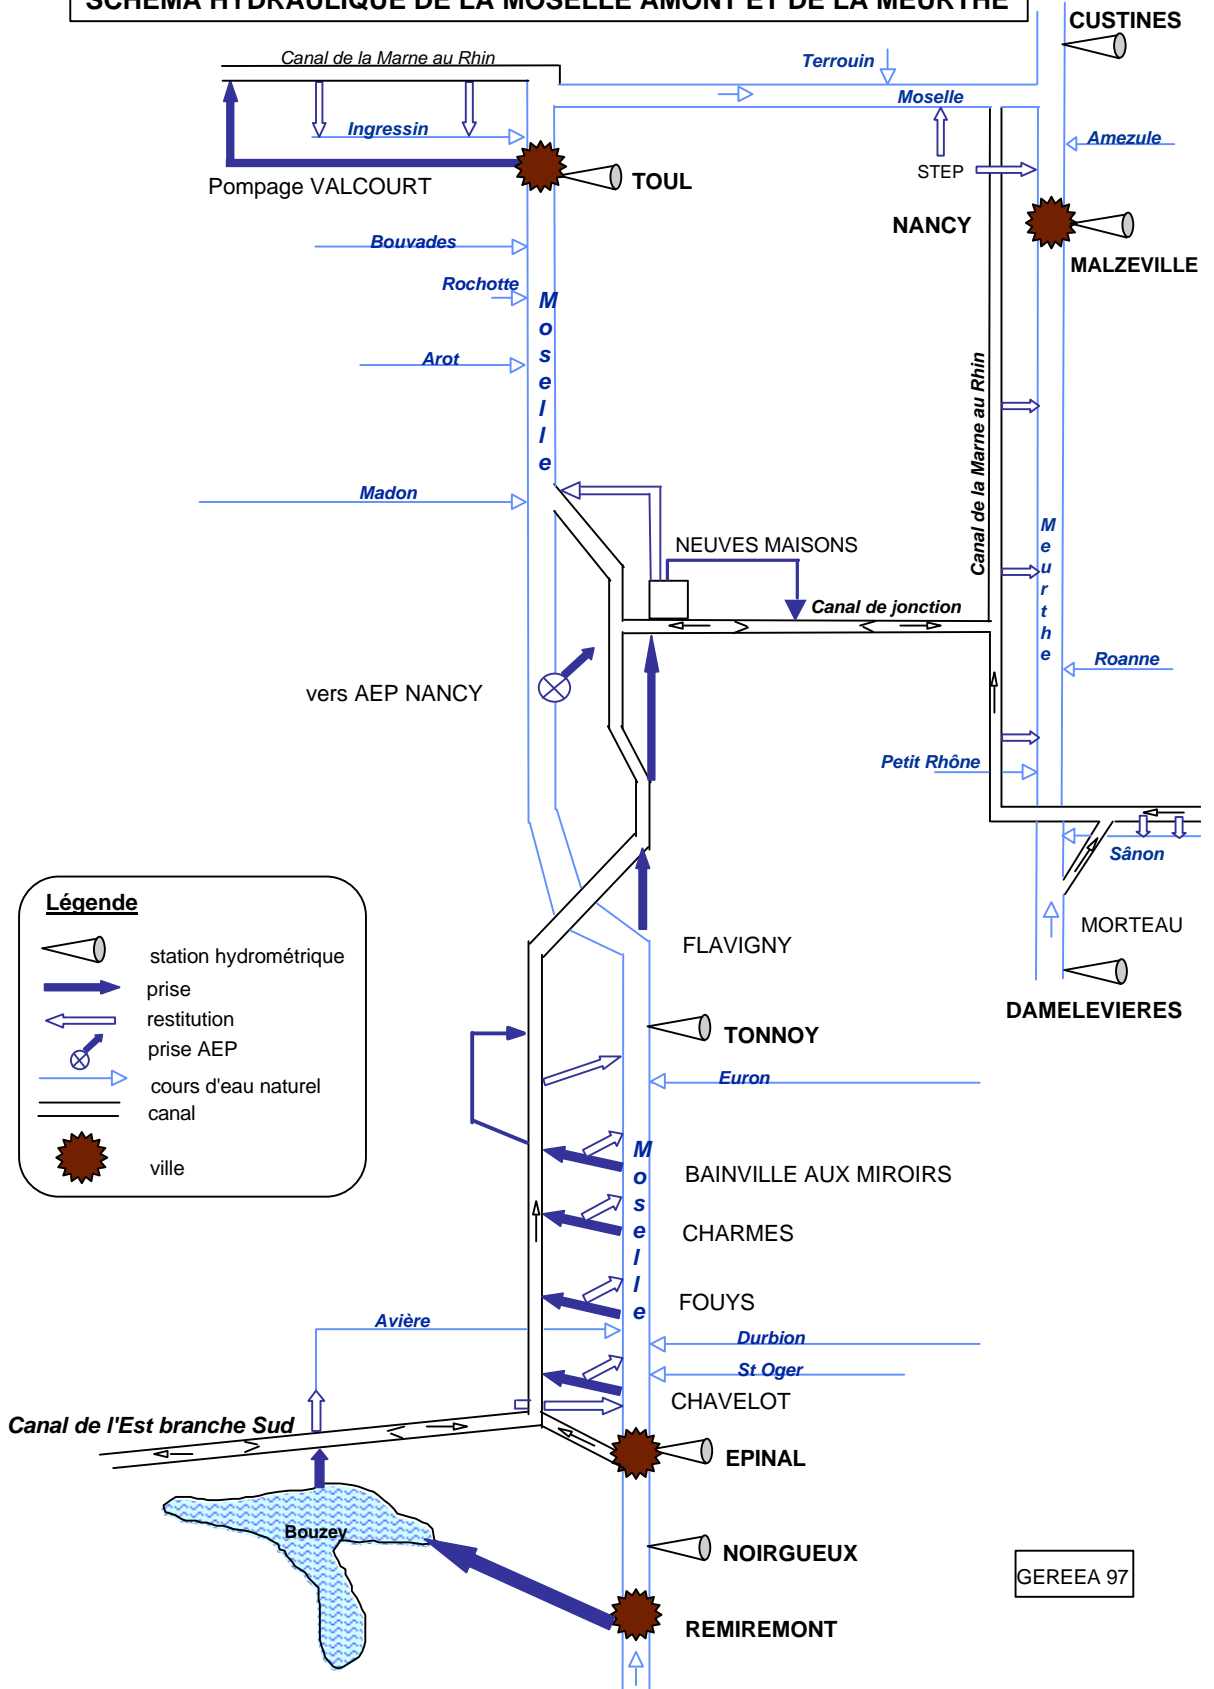 SCHEMA HYDRAULIQUE DE LA MOSELLE AMONT ET DE LA MEURTHE
CUSTINES
Canal de la Marne au Rhin
Terrouin
Moselle
Ingressin
Amezule
STEP
TOUL
Pompage VALCOURT
NANCY
MALZEVILLE
Bouvades
Rochotte
Moselle
Arot
Canal de la Marne au Rhin
Madon
Meurthe
NEUVES MAISONS
Canal de jonction
Roanne
vers AEP NANCY
Petit Rhône
Sânon
Légende
station hydrométrique
prise
restitution
prise AEP
cours d'eau naturel
canal
ville
MORTEAU
FLAVIGNY
DAMELEVIERES
TONNOY
Euron
Moselle
BAINVILLE AUX MIROIRS
CHARMES
FOUYS
Avière
Durbion
St Oger
CHAVELOT
Canal de l'Est branche Sud
EPINAL
Bouzey
NOIRGUEUX
GEREEA 97
REMIREMONT